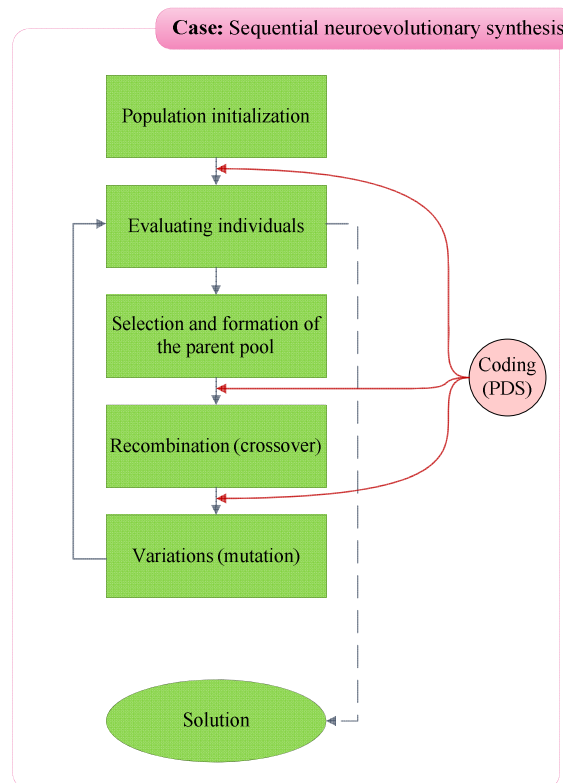 Case: Sequential neuroevolutionary synthesis
Population initialization
Evaluating individuals
Selection and formation of
the parent pool
Coding
(PDS)
Recombination (crossover)
Variations (mutation)
Solution